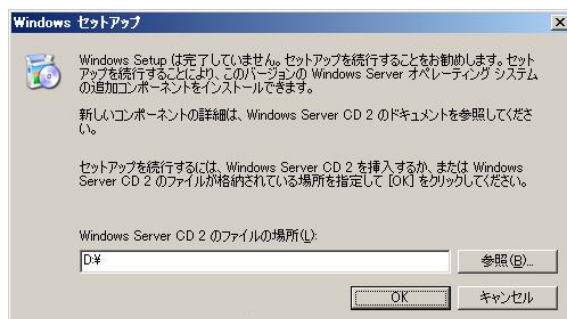 Windows セットアップ
Windows Setup は完了していません。セットアップを続行することをお勧めします。セット
アップを続行することにより、このバージョンの Windows Server オペレーティング システム
の追加コンポーネントをインストールできます。
新しいコンポーネントの詳細は、Windows Server CD 2 のドキュメントを参照してくださ
い。
セットアップを続行するには、Windows Server CD 2 を挿入するか、または Windows
Server CD 2 のファイルが格納されている場所を指定して [OK] をクリックしてください。
Windows Server CD 2 のファイルの場所(L):
D:¥
参照(B)...
OK
キャンセル